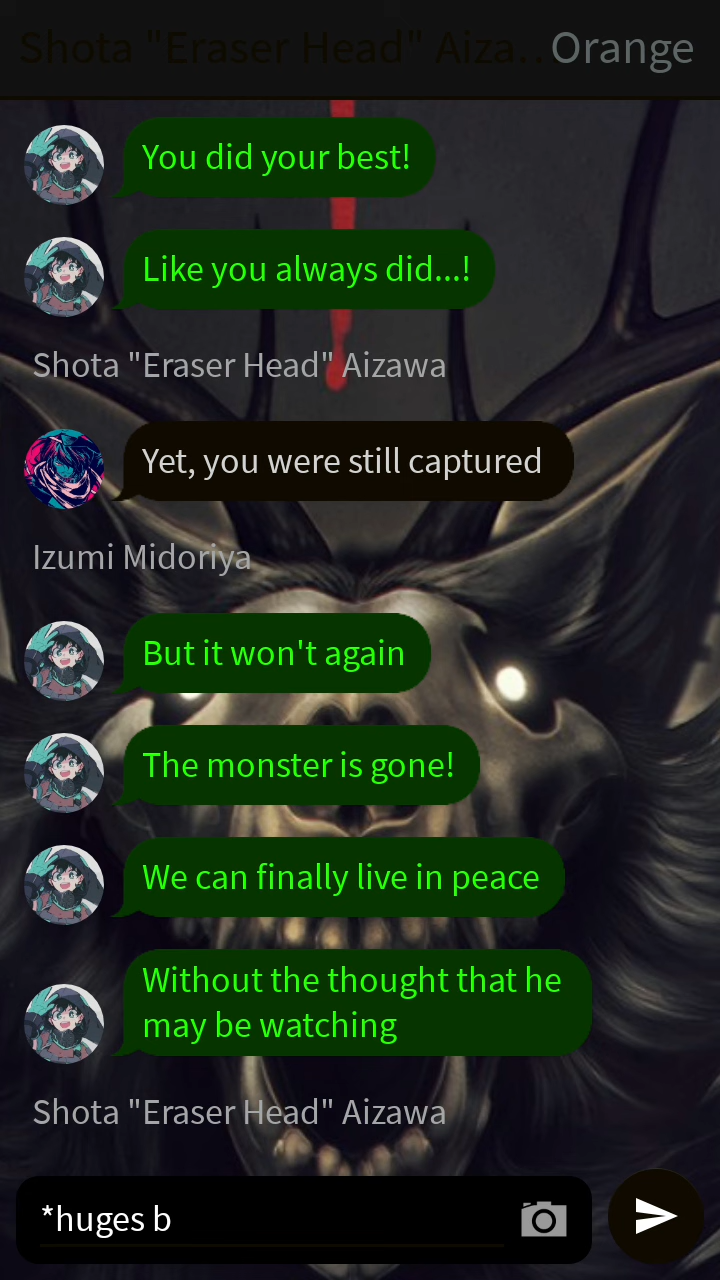 Shota "Eraser Head" Aiza... Orange
You did your best!
Like you always did...!
Shota "Eraser Head" Aizawa
Yet, you were still captured
Izumi Midoriya
But it won't again
The monster is gone!
We can finally live in peace
Without the thought that he
may be watching
Shota "Eraser Head" Aizawa
*huges b